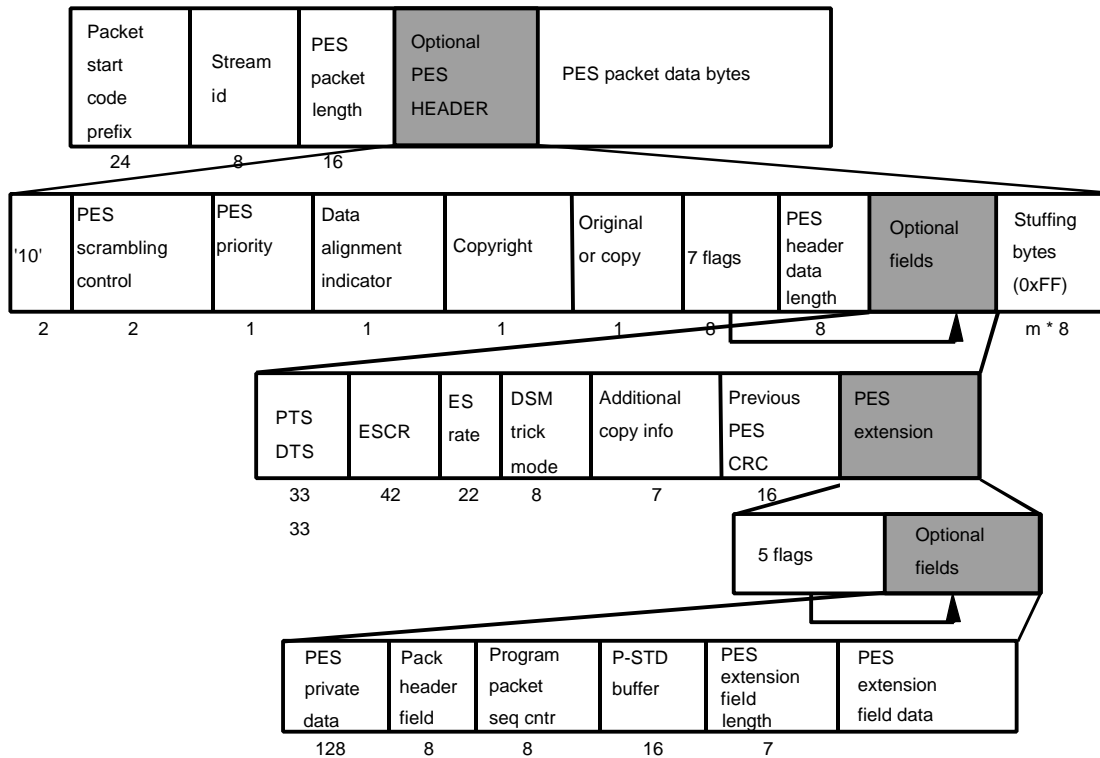 Packet
start
code
prefix
Stream
id
PES
packet
length
Optional
PES
HEADER
PES packet data bytes
24
8
16
'10'
PES
scrambling
control
PES
priority
Data
alignment
indicator
Copyright
Original
or copy
7 flags
PES
header
data
length
Optional
fields
Stuffing
bytes
(0xFF)
2
2
1
1
1
1
8
8
m * 8
PTS
DTS
ESCR
ES
rate
DSM
trick
mode
Additional
copy info
Previous
PES
CRC
PES
extension
33
33
42
22
8
7
16
5 flags
Optional
fields
PES
private
data
Pack
header
field
Program
packet
seq cntr
P-STD
buffer
PES
extension
field
length
PES
extension
field data
128
8
8
16
7